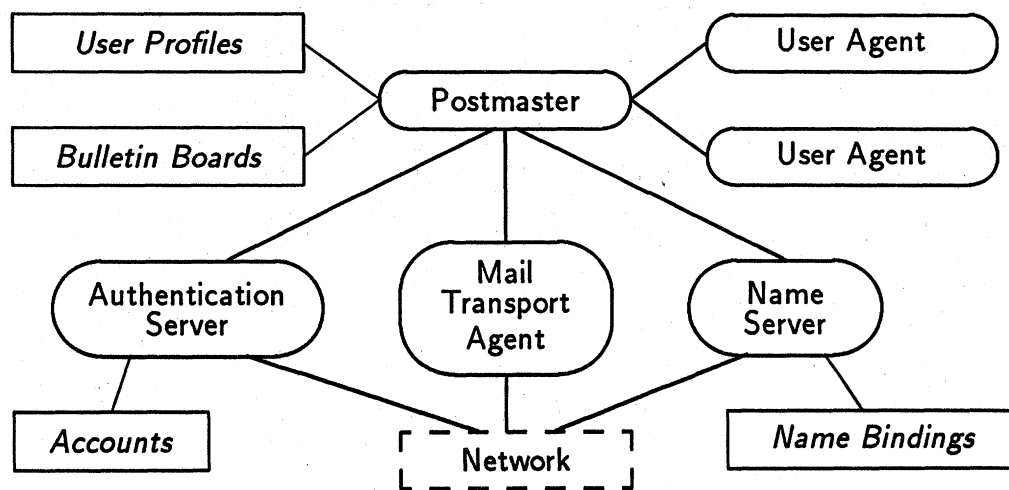 User Profiles
User Agent
Postmaster
Bulletin Boards
User Agent
Authentication
Server
Mail
Transport
Agent
Name
Server
Accounts
Network
Name Bindings